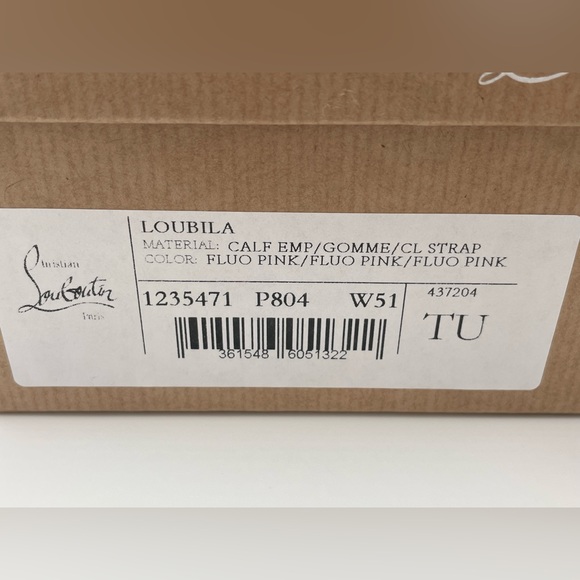 LOUBILA
MATERIAL: CALF EMP/GOMME/CL STRAP
COLOR: FLUO PINK/FLUO PINK/FLUO PINK
Christian
Louboutin
Paris
1235471 P804 W51
437204
TU
361548 6051322